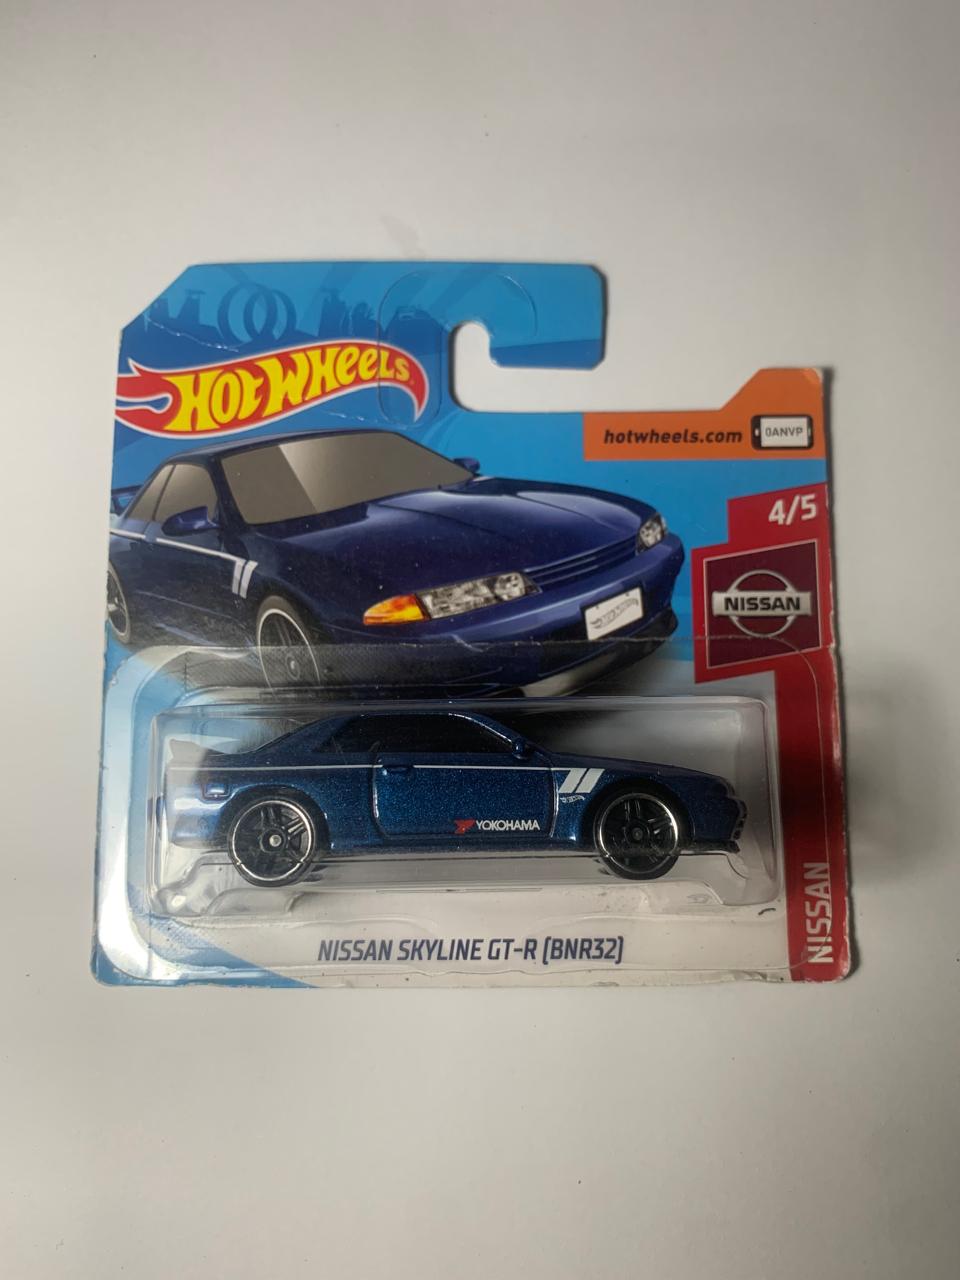 HOT WHEELS
hotwheels.com
0ANVP
4/5
NISSAN
YOKOHAMA
NISSAN
NISSAN SKYLINE GT-R (BNR32)